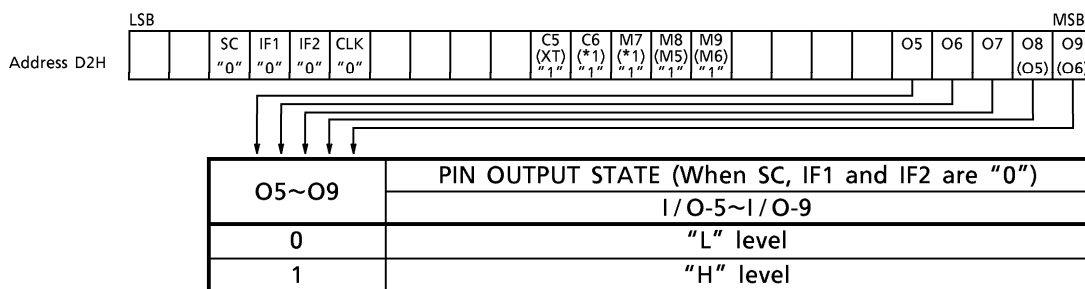 LSB MSB
Address D2H
SC IF1 IF2 CLK C5 C6 M7 M8 M9 O5 O6 O7 O8 O9
(XT) (*1) (*1) (M5) (M6)
“0” “0” “0” “0” “1” “1” “1” “1” “1” (O5) (O6)
O5~O9 PIN OUTPUT STATE (When SC, IF1 and IF2 are “0”)
I/O-5~I/O-9
0 “L” level
1 “H” level